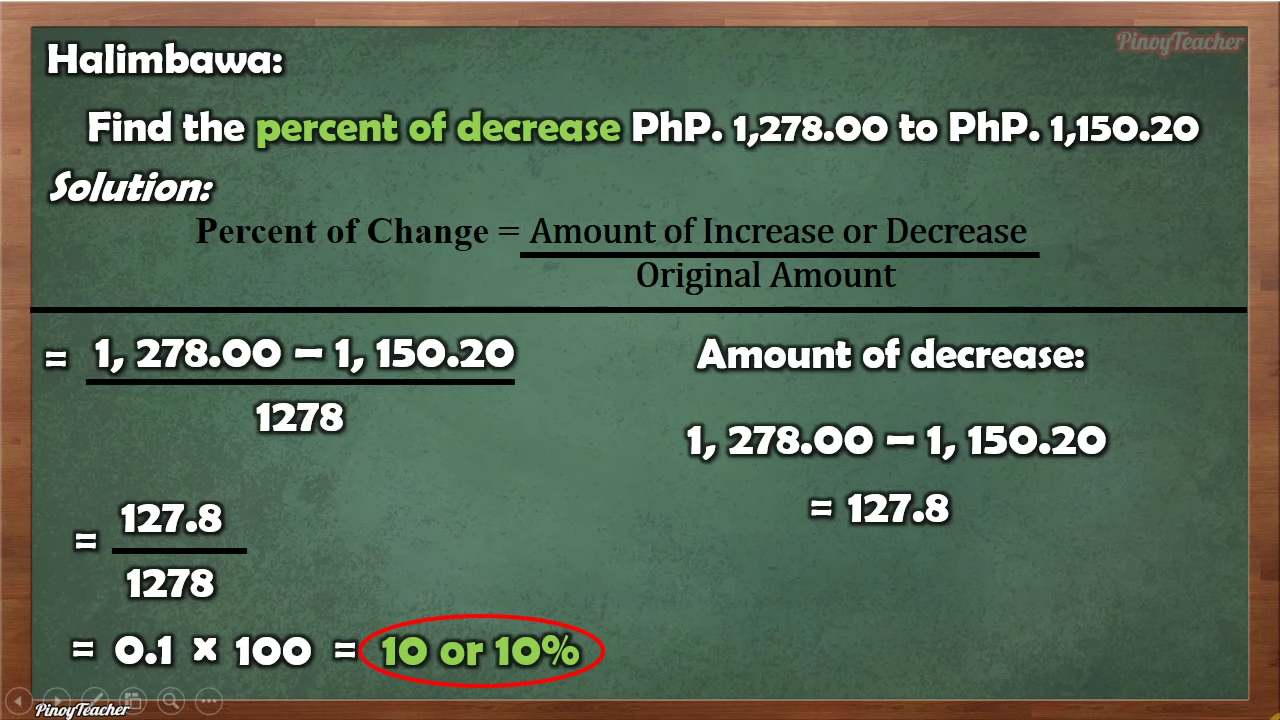 PinoyTeacher
Halimbawa:
Find the percent of decrease PhP. 1,278.00 to PhP. 1,150.20
Solution:
Percent of Change = Amount of Increase or Decrease
Original Amount
= 1, 278.00 – 1, 150.20
1278
= 127.8
1278
= 0.1 x 100 = 10 or 10%
Amount of decrease:
1, 278.00 – 1, 150.20
= 127.8
PinoyTeacher